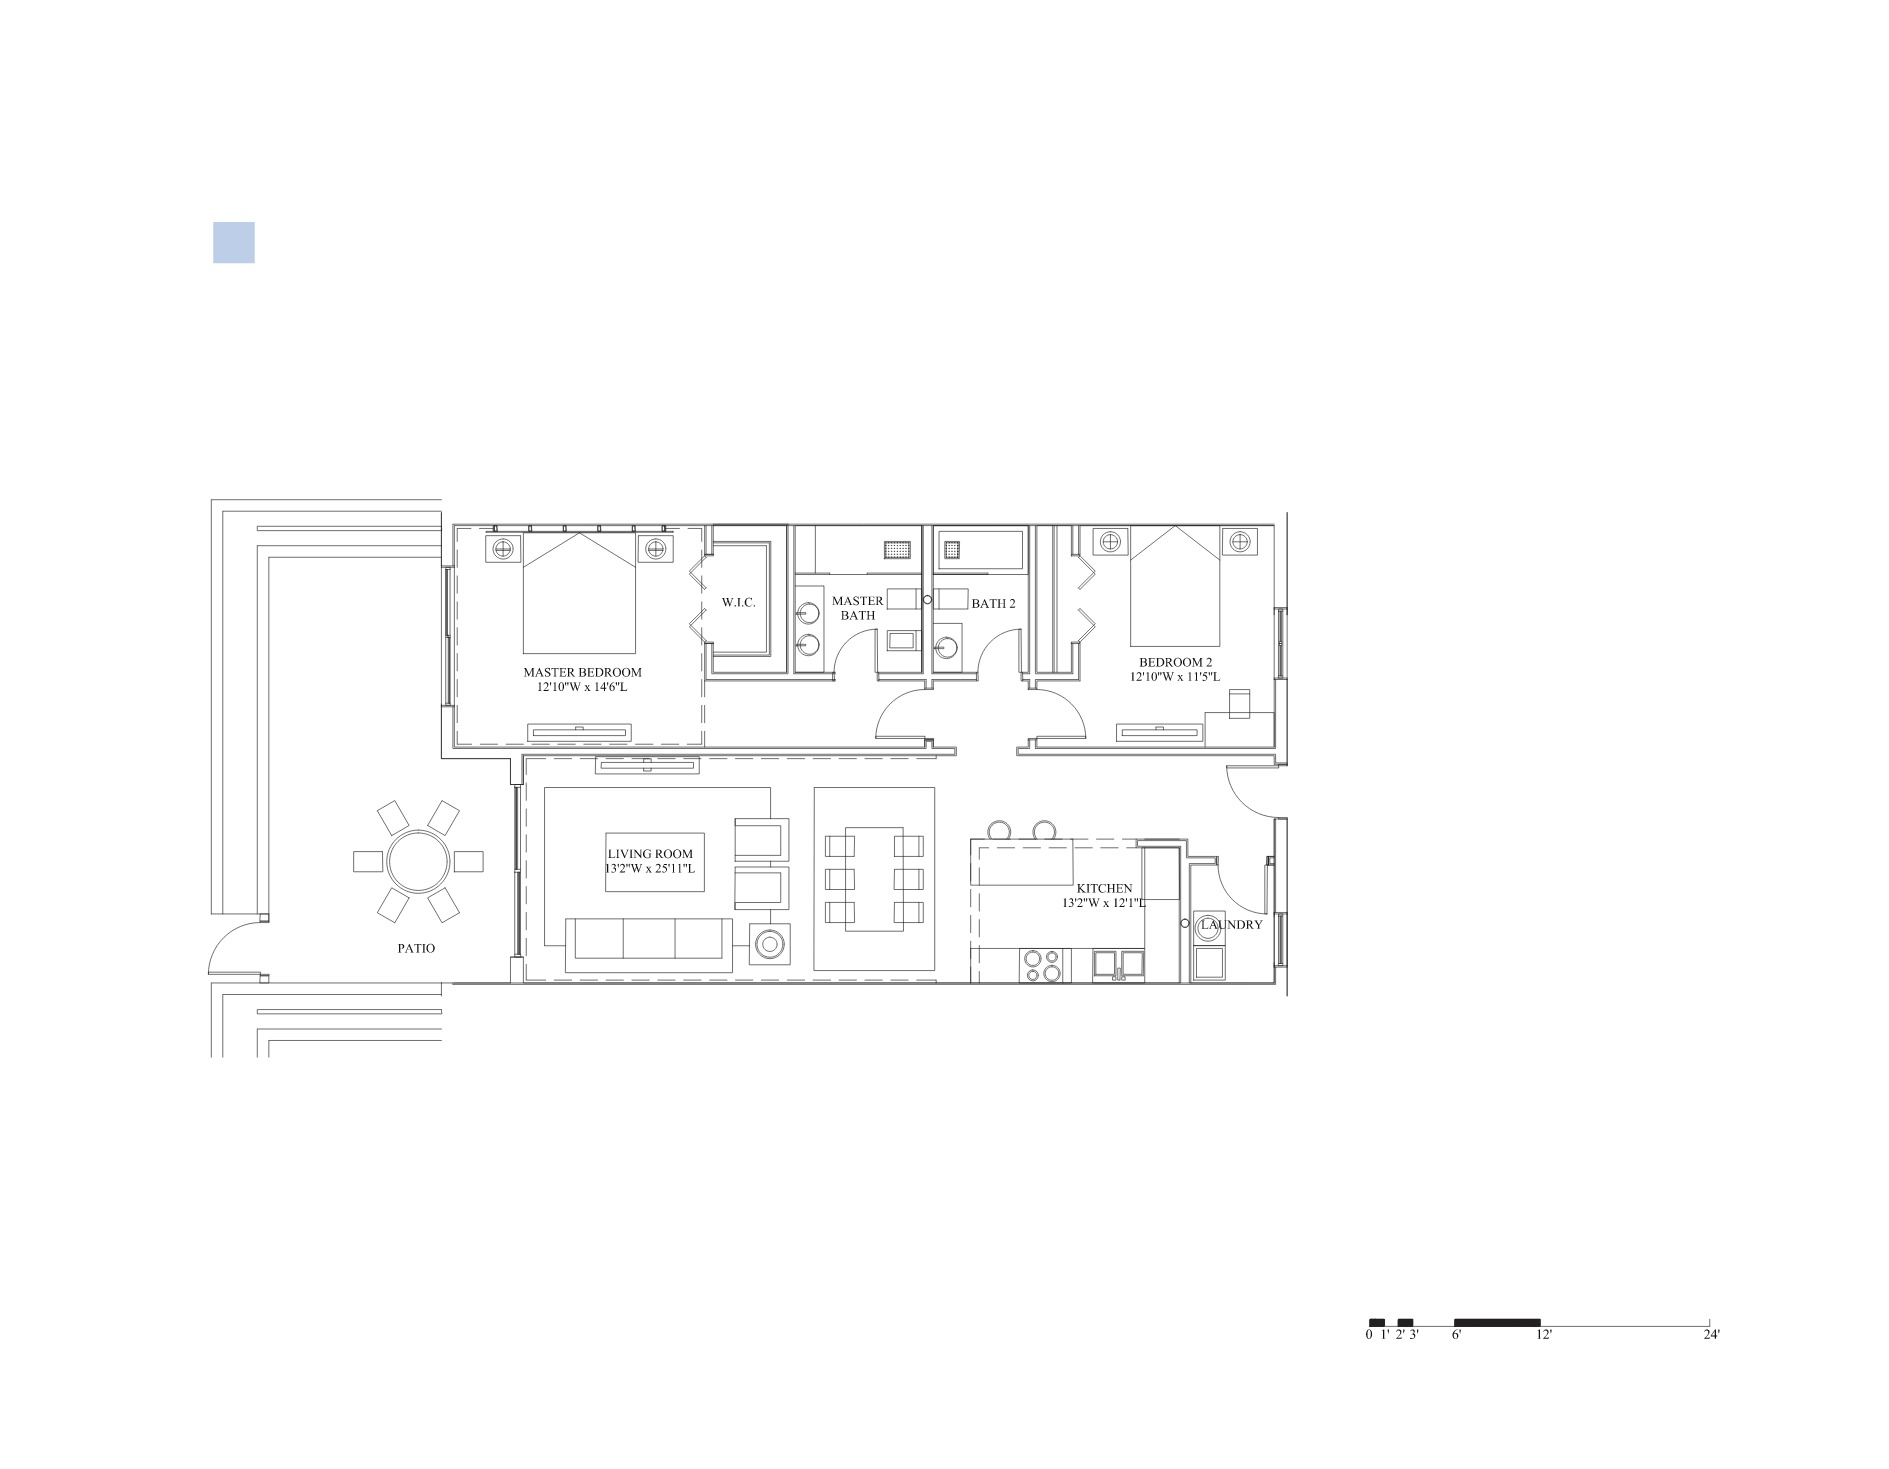 W.I.C.
MASTER
BATH
BATH 2
MASTER BEDROOM
12'10"W x 14'6"L
BEDROOM 2
12'10"W x 11'5"L
LIVING ROOM
13'2"W x 25'11"L
KITCHEN
13'2"W x 12'1"L
LAUNDRY
PATIO
0 1' 2' 3' 6' 12' 24'